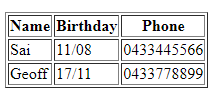 Name Birthday Phone
Sai 11/08 0433445566
Geoff 17/11 0433778899